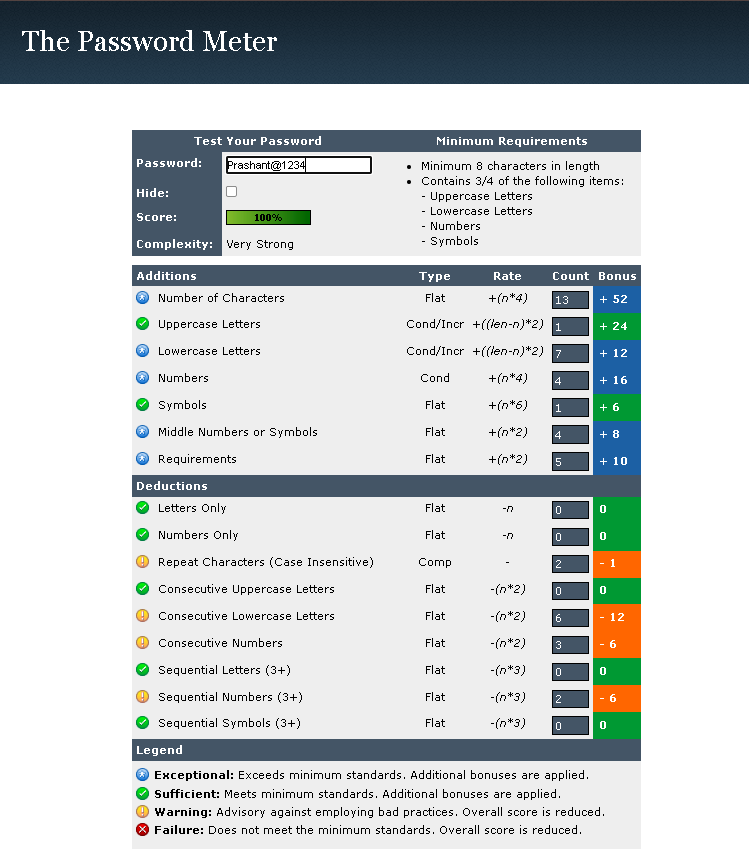 The Password Meter
Test Your Password Minimum Requirements
Password: Prashant@1234
• Minimum 8 characters in length
• Contains 3/4 of the following items:
Hide:
- Uppercase Letters
- Lowercase Letters
Score: 100%
- Numbers
- Symbols
Complexity: Very Strong
Additions Type Rate Count Bonus
Number of Characters Flat +(n*4) 13 + 52
Uppercase Letters Cond/Incr +((len-n)*2) 1 + 24
Lowercase Letters Cond/Incr +((len-n)*2) 7 + 12
Numbers Cond +(n*4) 4 + 16
Symbols Flat +(n*6) 1 + 6
Middle Numbers or Symbols Flat +(n*2) 4 + 8
Requirements Flat +(n*2) 5 + 10
Deductions
Letters Only Flat -n 0 0
Numbers Only Flat -n 0 0
Repeat Characters (Case Insensitive) Comp - 2 - 1
Consecutive Uppercase Letters Flat -(n*2) 0 0
Consecutive Lowercase Letters Flat -(n*2) 6 - 12
Consecutive Numbers Flat -(n*2) 3 - 6
Sequential Letters (3+) Flat -(n*3) 0 0
Sequential Numbers (3+) Flat -(n*3) 2 - 6
Sequential Symbols (3+) Flat -(n*3) 0 0
Legend
Exceptional: Exceeds minimum standards. Additional bonuses are applied.
Sufficient: Meets minimum standards. Additional bonuses are applied.
Warning: Advisory against employing bad practices. Overall score is reduced.
Failure: Does not meet the minimum standards. Overall score is reduced.